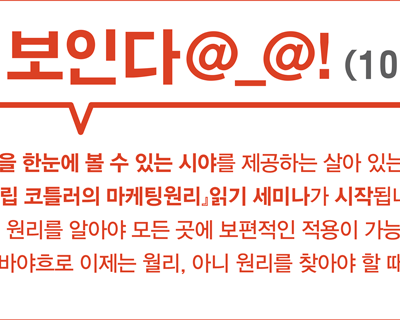 보인다@_@! (10
을 한눈에 볼 수 있는 시야를 제공하는 살아 있는
립 코틀러의 마케팅원리』읽기 세미나가 시작됩니
원리를 알아야 모든 곳에 보편적인 적용이 가능
바야흐로 이제는 월리, 아니 원리를 찾아야 할 때